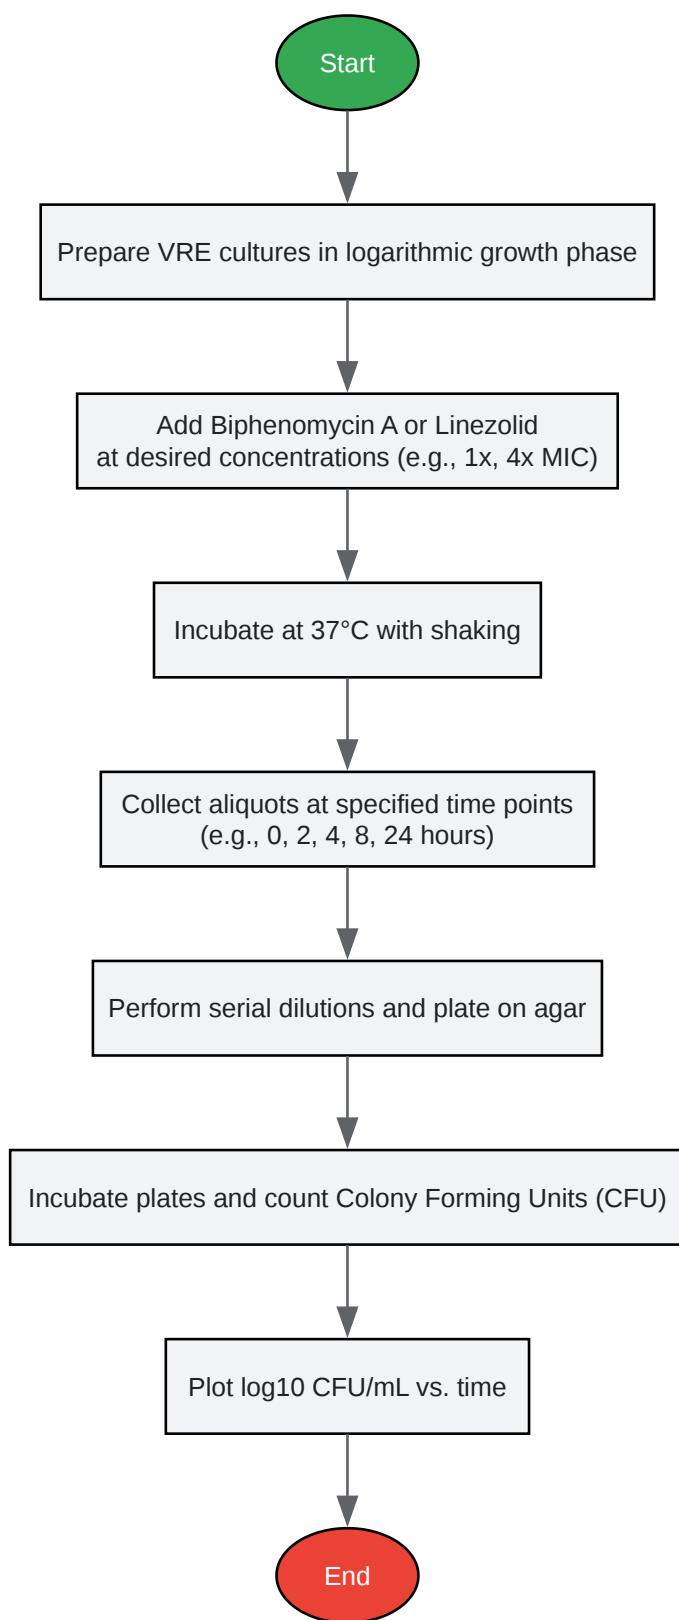 Start
Prepare VRE cultures in logarithmic growth phase
Add Biphenomycin A or Linezolid
at desired concentrations (e.g., 1x, 4x MIC)
Incubate at 37°C with shaking
Collect aliquots at specified time points
(e.g., 0, 2, 4, 8, 24 hours)
Perform serial dilutions and plate on agar
Incubate plates and count Colony Forming Units (CFU)
Plot log10 CFU/mL vs. time
End